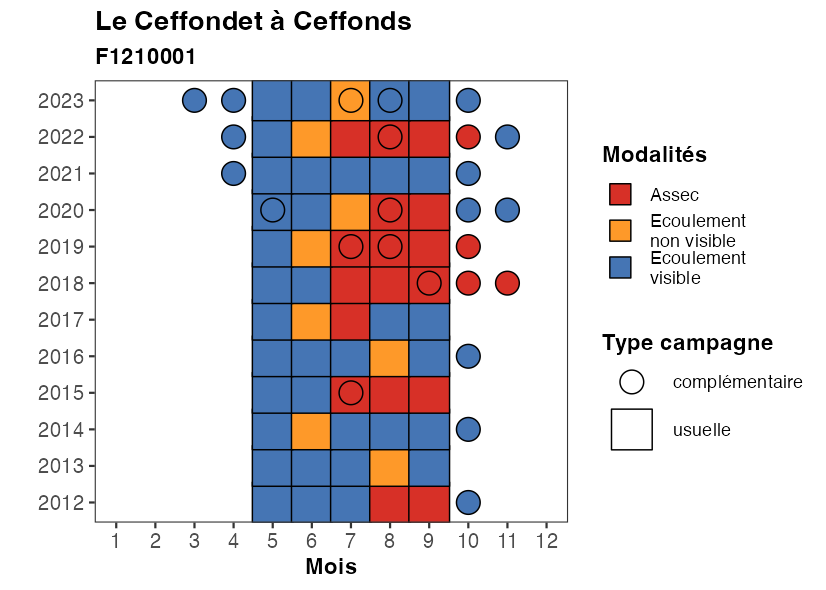 Le Ceffondet à Ceffonds
F1210001
2023
2022
2021
2020
2019
2018
2017
2016
2015
2014
2013
2012
1 2 3 4 5 6 7 8 9 10 11 12
Mois
Modalités
Assec
Ecoulement
non visible
Ecoulement
visible
Type campagne
complémentaire
usuelle